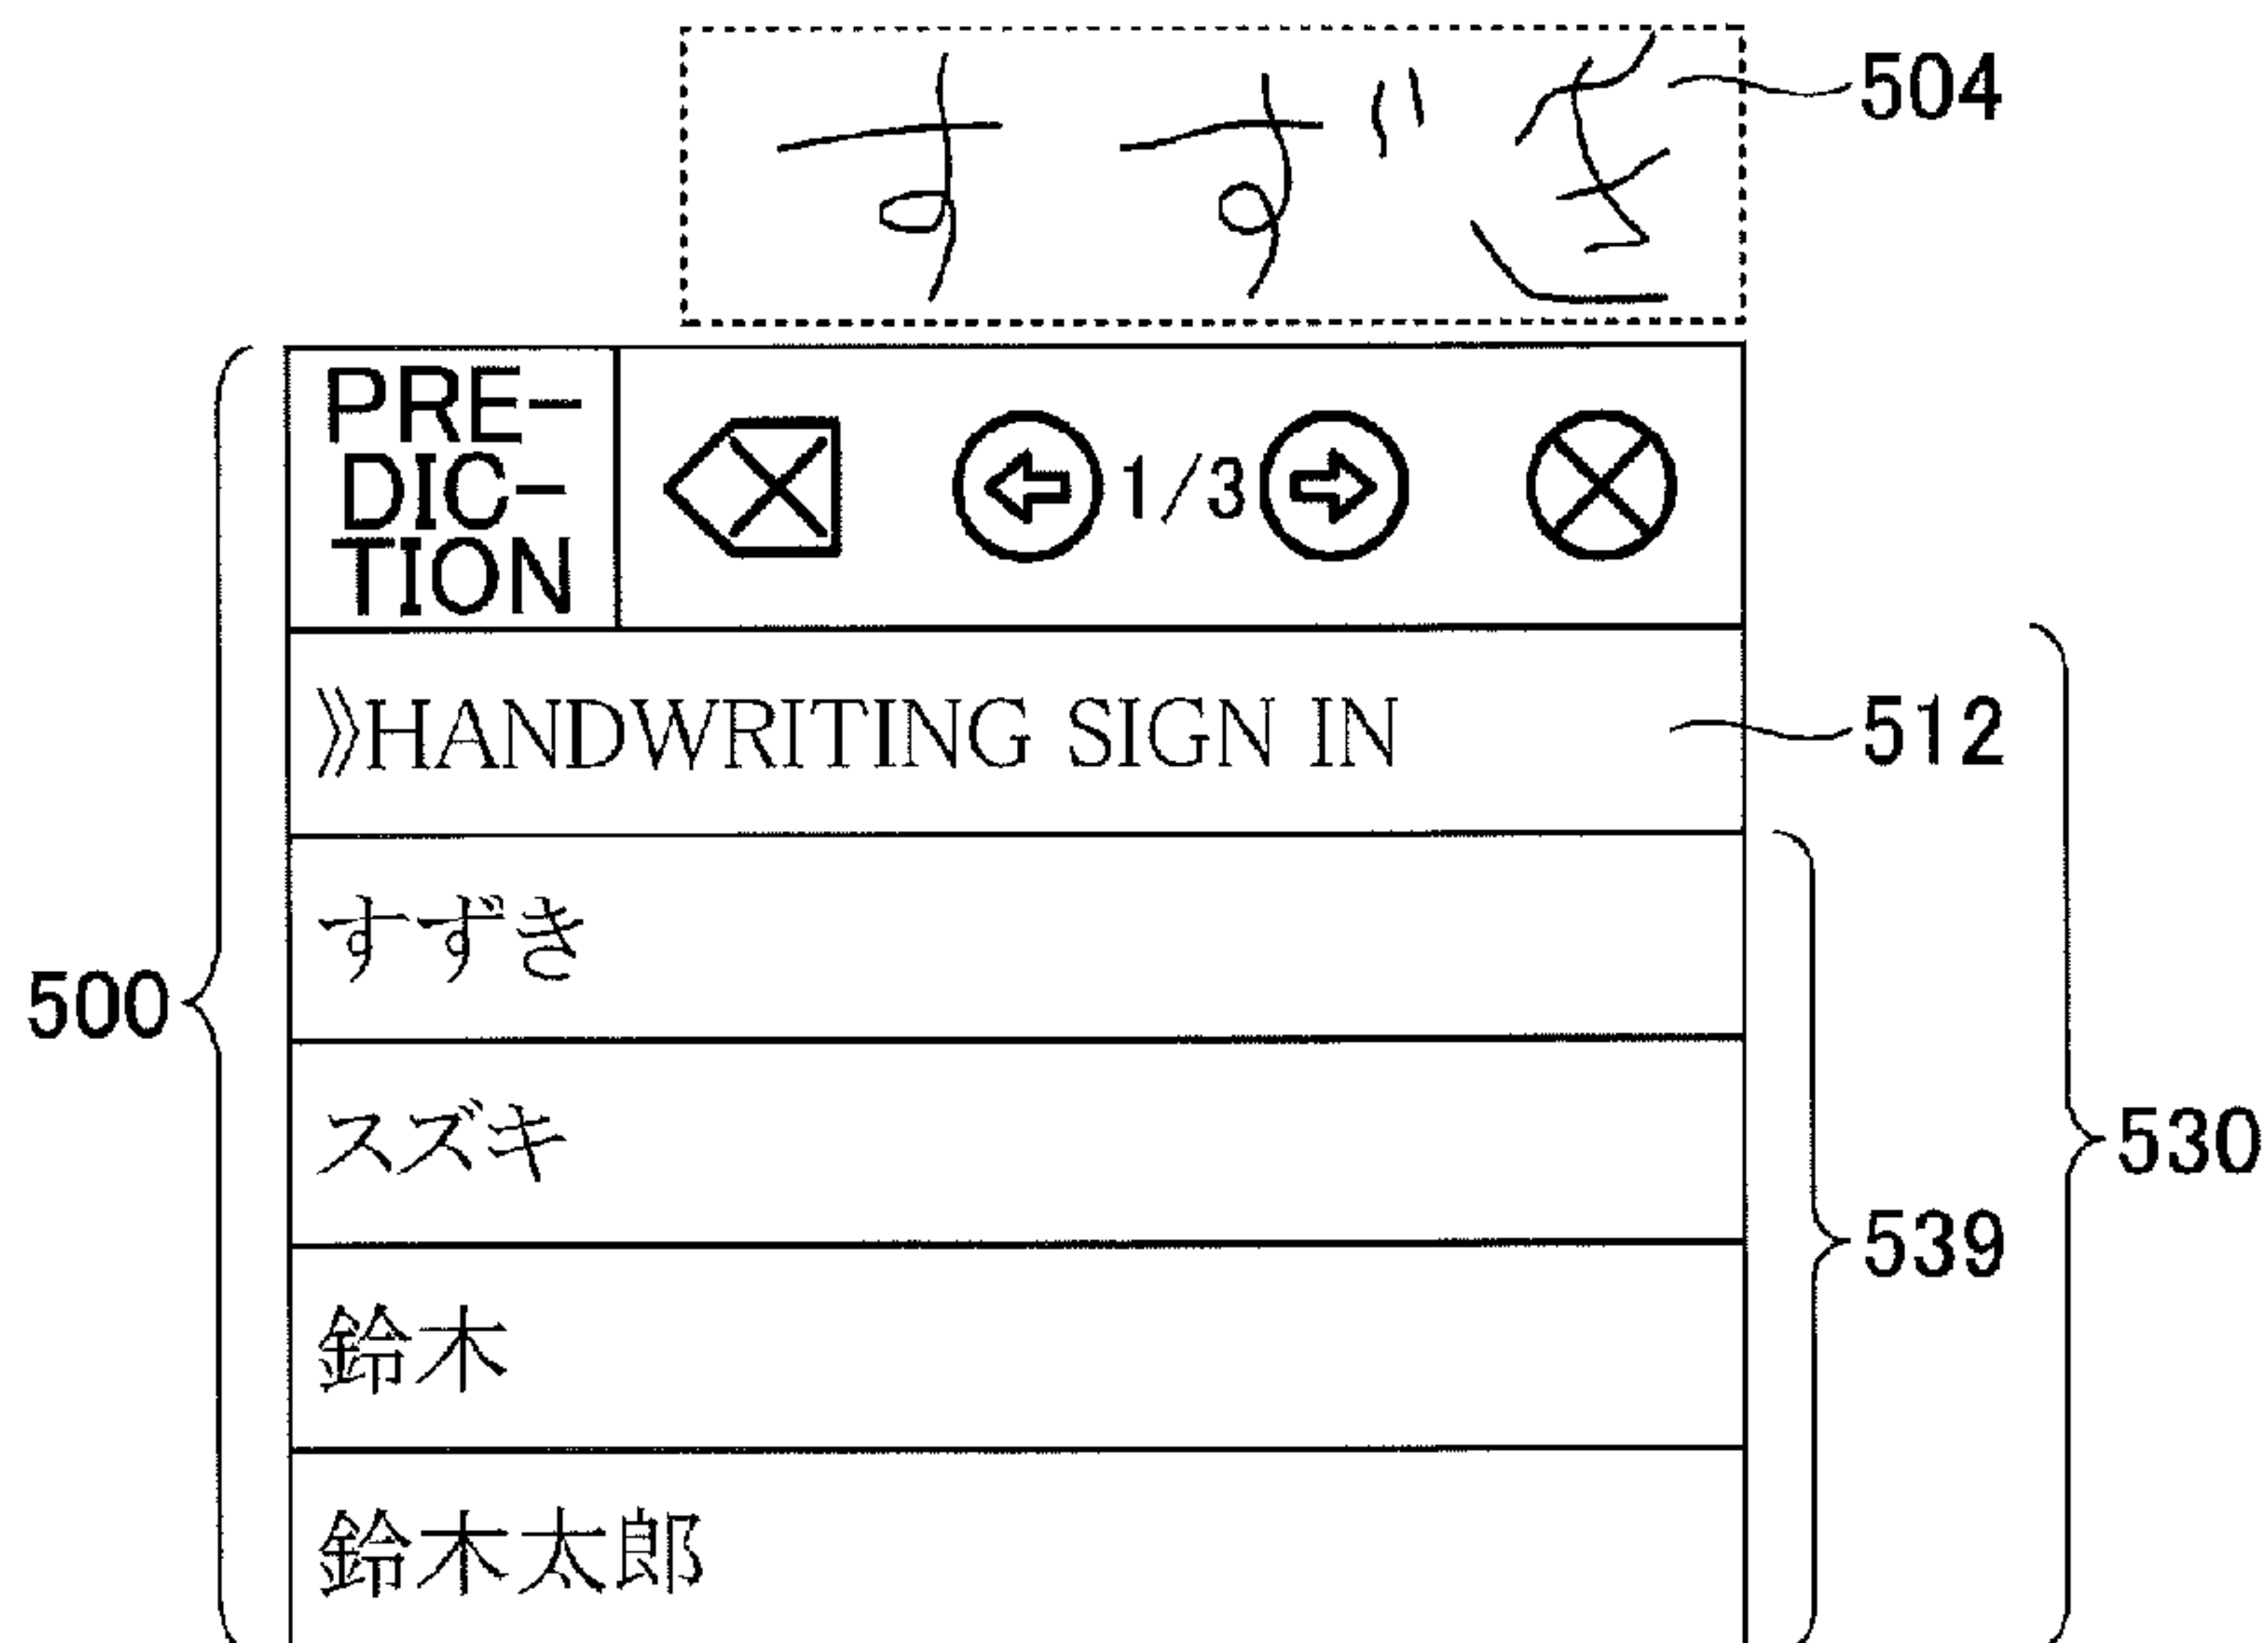 すずき
504
PRE-
DIC-
TION
1/3
》HANDWRITING SIGN IN
512
すずき
500
スズキ
530
539
鈴木
鈴木太郎